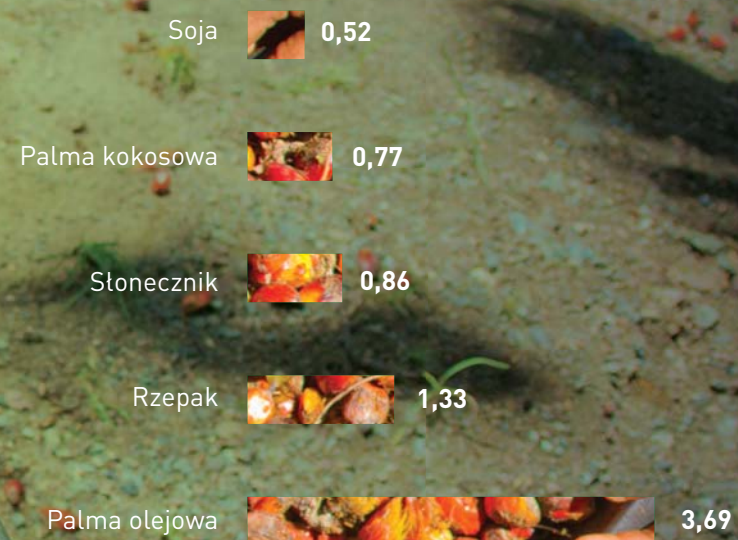 Soja 0,52
Palma kokosowa 0,77
Słonecznik 0,86
Rzepak 1,33
Palma olejowa 3,69